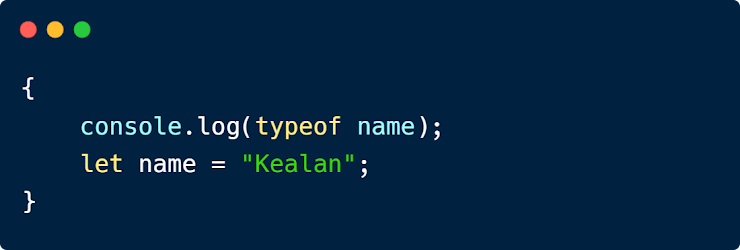 {
    console.log(typeof name);
    let name = "Kealan";
}